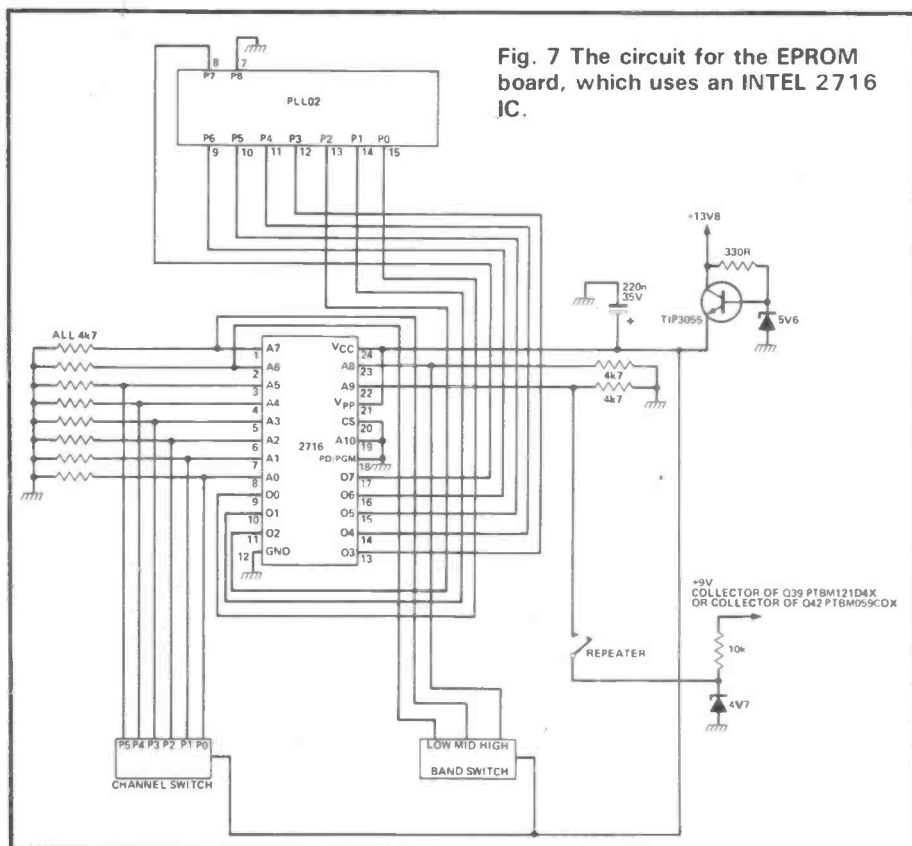 Fig. 7 The circuit for the EPROM
board, which uses an INTEL 2716
IC.
8 7
P7 P8
PLL02
P6 P5 P4 P3 P2 P1 P0
9 10 11 12 13 14 15
+13V8
330R
220n
35V
+
TIP3055
5V6
ALL 4k7
A7 VCC
1 24
A6 A8
2 23
A5 A9
3 22
A4 VPP
4 21
A3 CS
5 20
A2 A10
6 19
2716
A1 PD/PGM
7 18
A0 O7
8 17
O0 O6
9 16
O1 O5
10 15
O2 O4
11 14
GND O3
12 13
4k7
4k7
+9V
COLLECTOR OF Q39 PTBM121D4X
OR COLLECTOR OF Q42 PTBM059COX
10k
REPEATER
4V7
P5 P4 P3 P2 P1 P0
CHANNEL SWITCH
LOW MID HIGH
BAND SWITCH